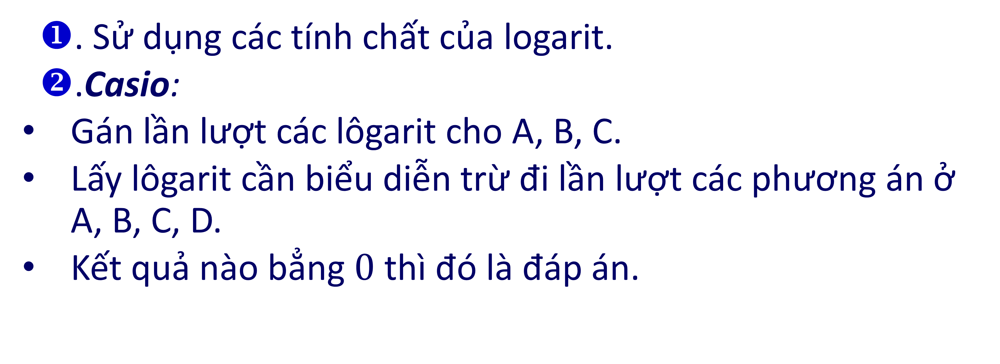 ❶. Sử dụng các tính chất của logarit.
❷.Casio:
• Gán lần lượt các lôgarit cho A, B, C.
• Lấy lôgarit cần biểu diễn trừ đi lần lượt các phương án ở
A, B, C, D.
• Kết quả nào bẳng 0 thì đó là đáp án.